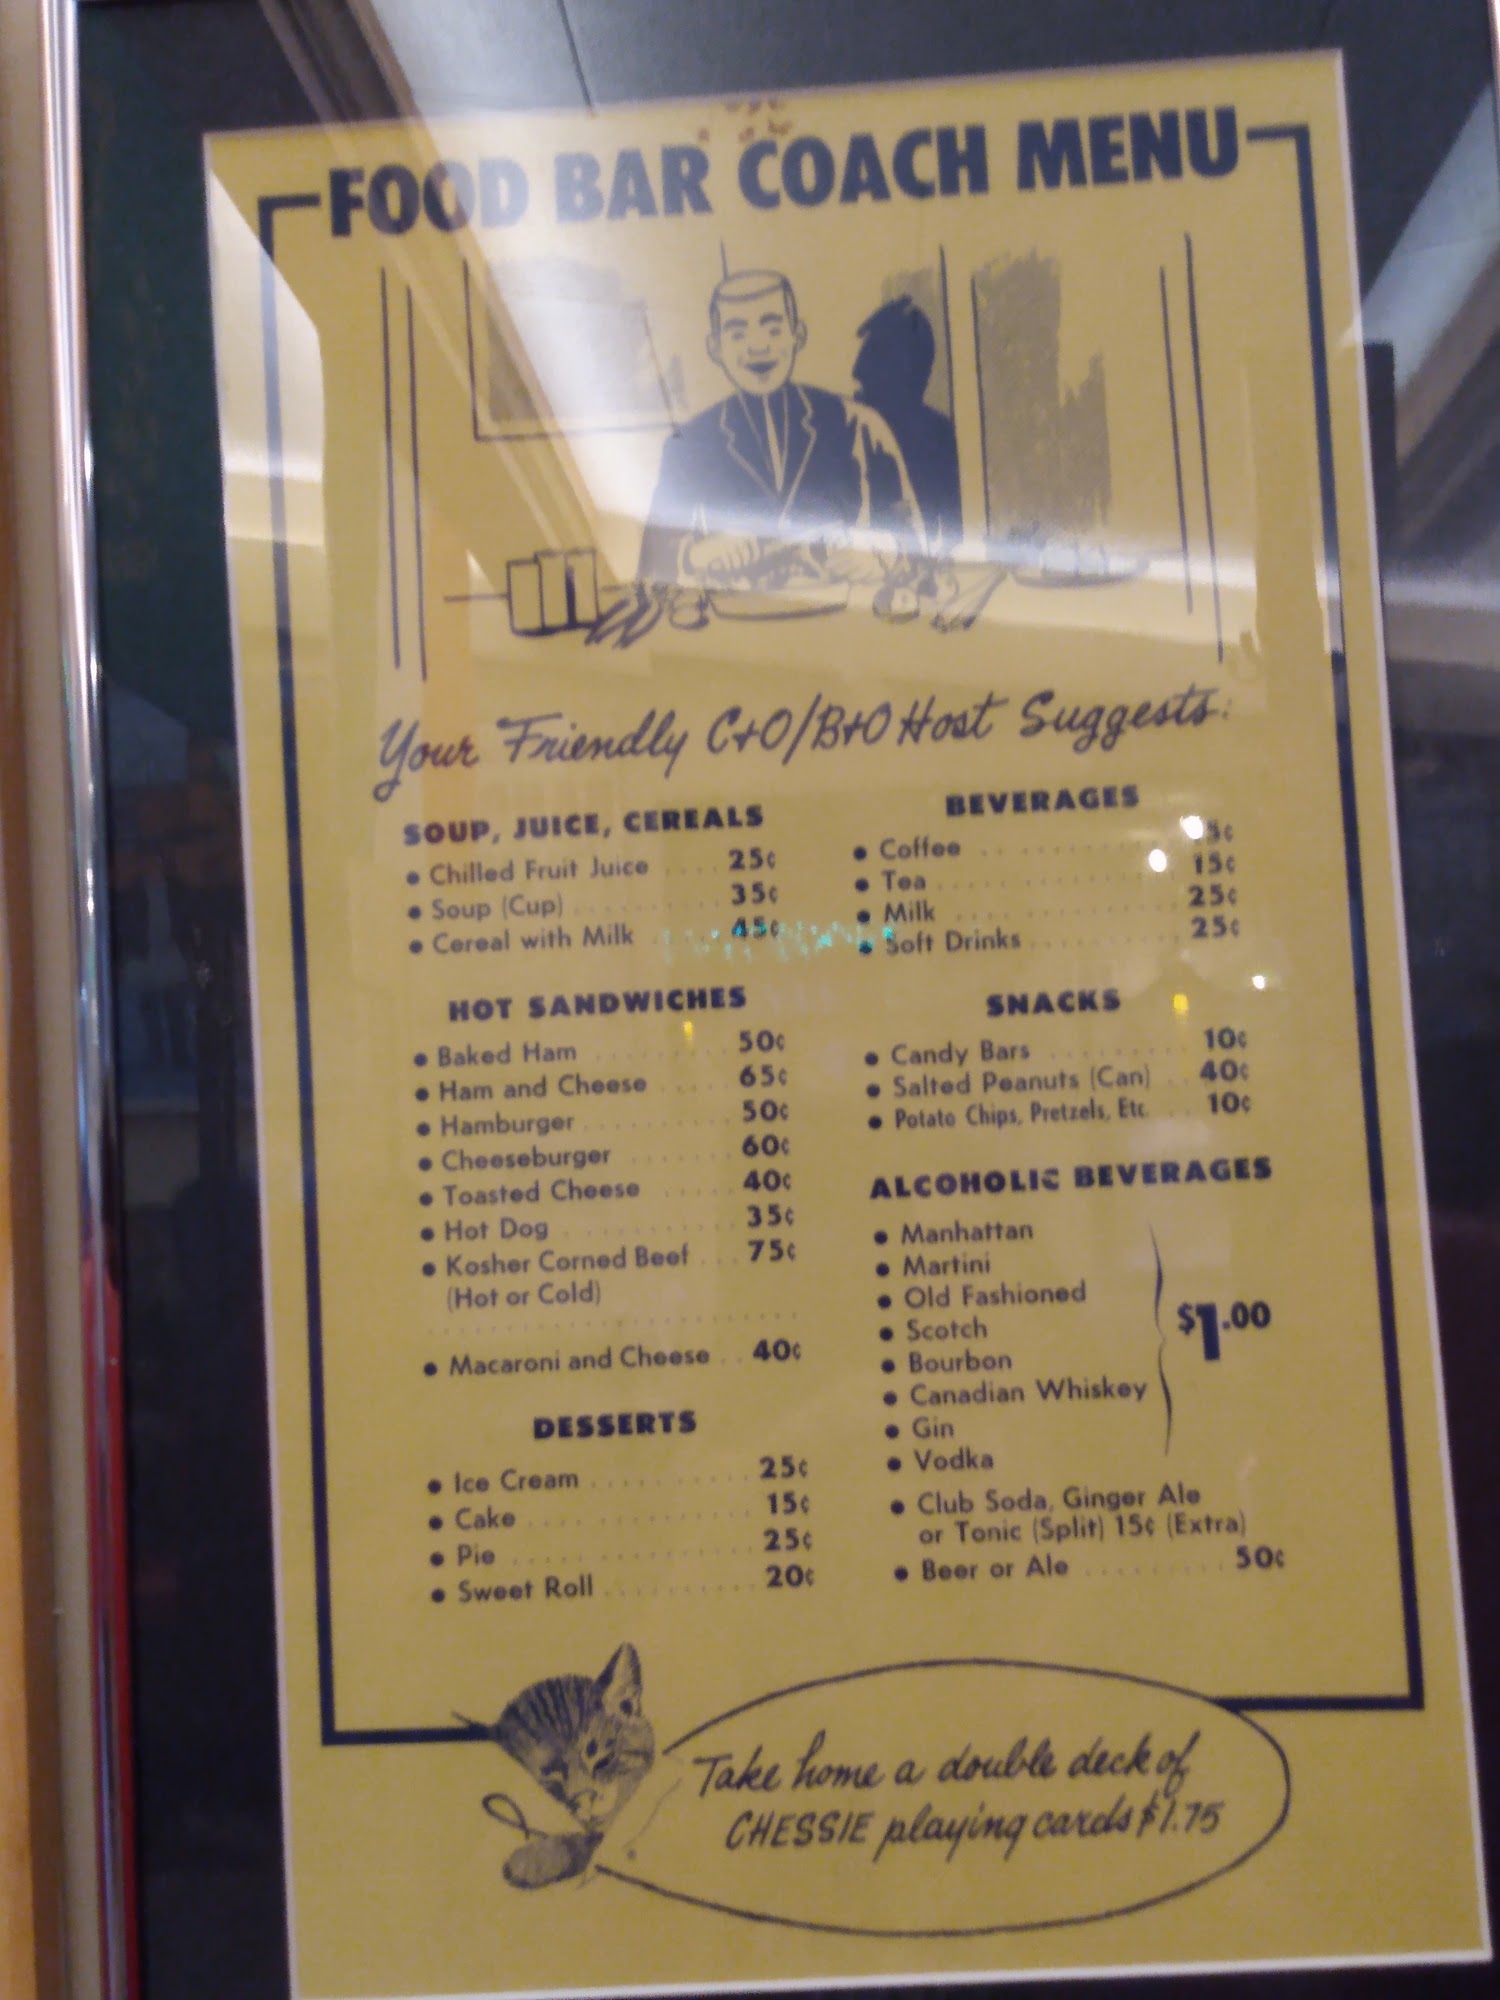 FOOD BAR COACH MENU
Your Friendly C+O/B+O Host Suggests:
SOUP, JUICE, CEREALS
• Chilled Fruit Juice .... 25¢
• Soup (Cup) .......... 35¢
• Cereal with Milk .... 45¢
HOT SANDWICHES
• Baked Ham ......... 50¢
• Ham and Cheese ..... 65¢
• Hamburger .......... 50¢
• Cheeseburger ....... 60¢
• Toasted Cheese ..... 40¢
• Hot Dog ............ 35¢
• Kosher Corned Beef ... 75¢
(Hot or Cold)
• Macaroni and Cheese .. 40¢
DESSERTS
• Ice Cream .......... 25¢
• Cake .............. 15¢
• Pie ............... 25¢
• Sweet Roll .......... 20¢
BEVERAGES
• Coffee .............. 5¢
• Tea ................ 15¢
• Milk ............... 25¢
• Soft Drinks .......... 25¢
SNACKS
• Candy Bars ......... 10¢
• Salted Peanuts (Can) .. 40¢
• Potato Chips, Pretzels, Etc. ... 10¢
ALCOHOLIC BEVERAGES
• Manhattan
• Martini
• Old Fashioned
• Scotch
• Bourbon
• Canadian Whiskey
• Gin
• Vodka
$1.00
• Club Soda, Ginger Ale
or Tonic (Split) 15¢ (Extra)
• Beer or Ale ......... 50¢
Take home a double deck of
CHESSIE playing cards $1.75